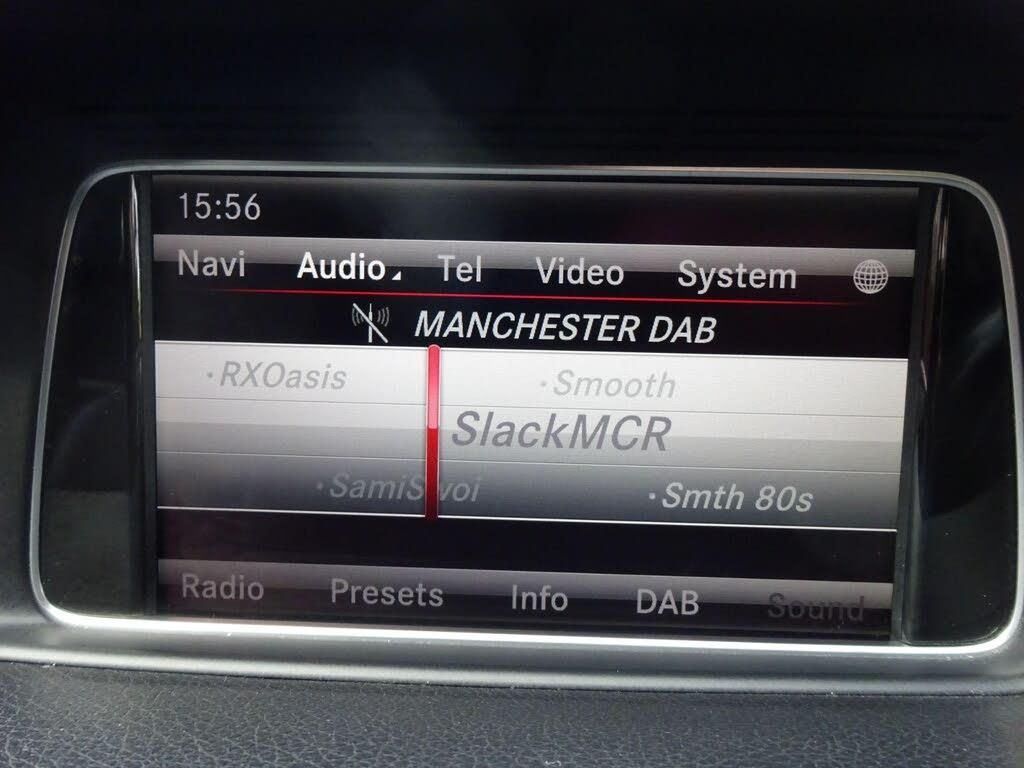 15:56
Navi Audio Tel Video System
MANCHESTER DAB
·RXOasis ·Smooth
SlackMCR
·SamiSwoi ·Smth 80s
Radio Presets Info DAB Sound